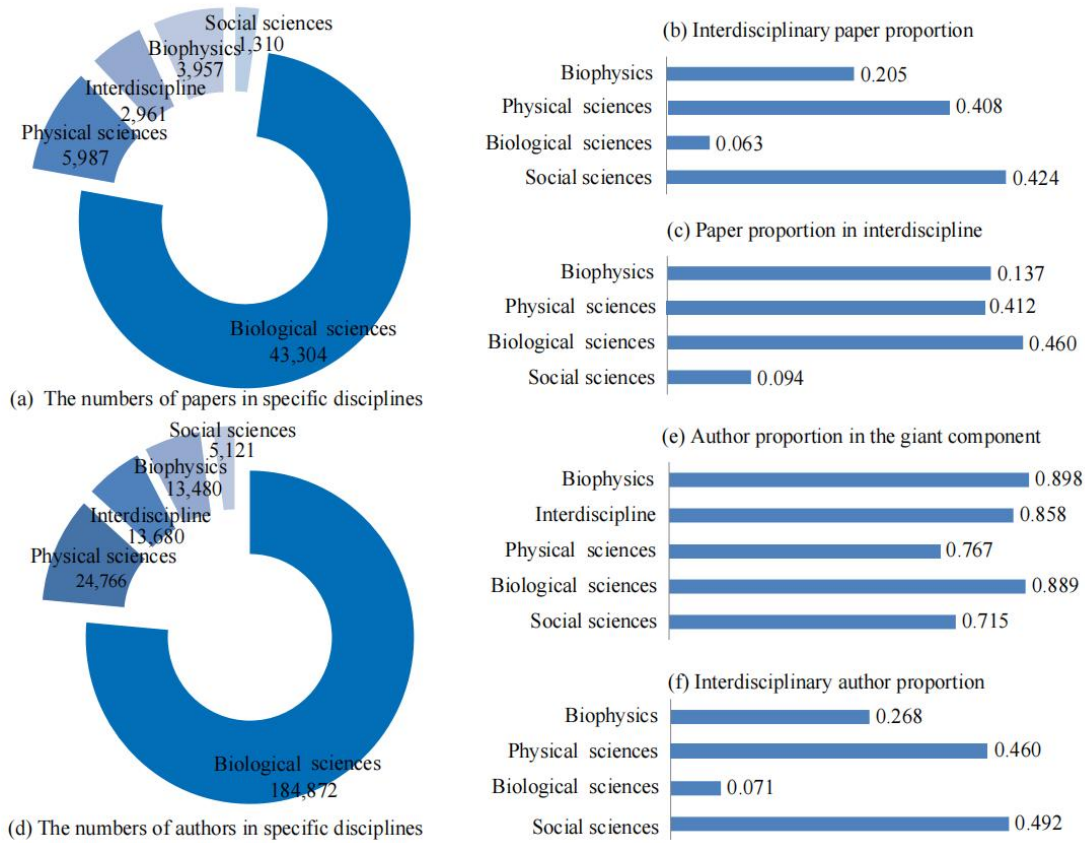 Social sciences
1,310
Biophysics
3,957
Interdiscipline
2,961
Physical sciences
5,987
Biological sciences
43,304
(a) The numbers of papers in specific disciplines
(b) Interdisciplinary paper proportion
Biophysics 0.205
Physical sciences 0.408
Biological sciences 0.063
Social sciences 0.424
(c) Paper proportion in interdiscipline
Biophysics 0.137
Physical sciences 0.412
Biological sciences 0.460
Social sciences 0.094
Social sciences
5,121
Biophysics
13,480
Interdiscipline
13,680
Physical sciences
24,766
Biological sciences
184,872
(d) The numbers of authors in specific disciplines
(e) Author proportion in the giant component
Biophysics 0.898
Interdiscipline 0.858
Physical sciences 0.767
Biological sciences 0.889
Social sciences 0.715
(f) Interdisciplinary author proportion
Biophysics 0.268
Physical sciences 0.460
Biological sciences 0.071
Social sciences 0.492